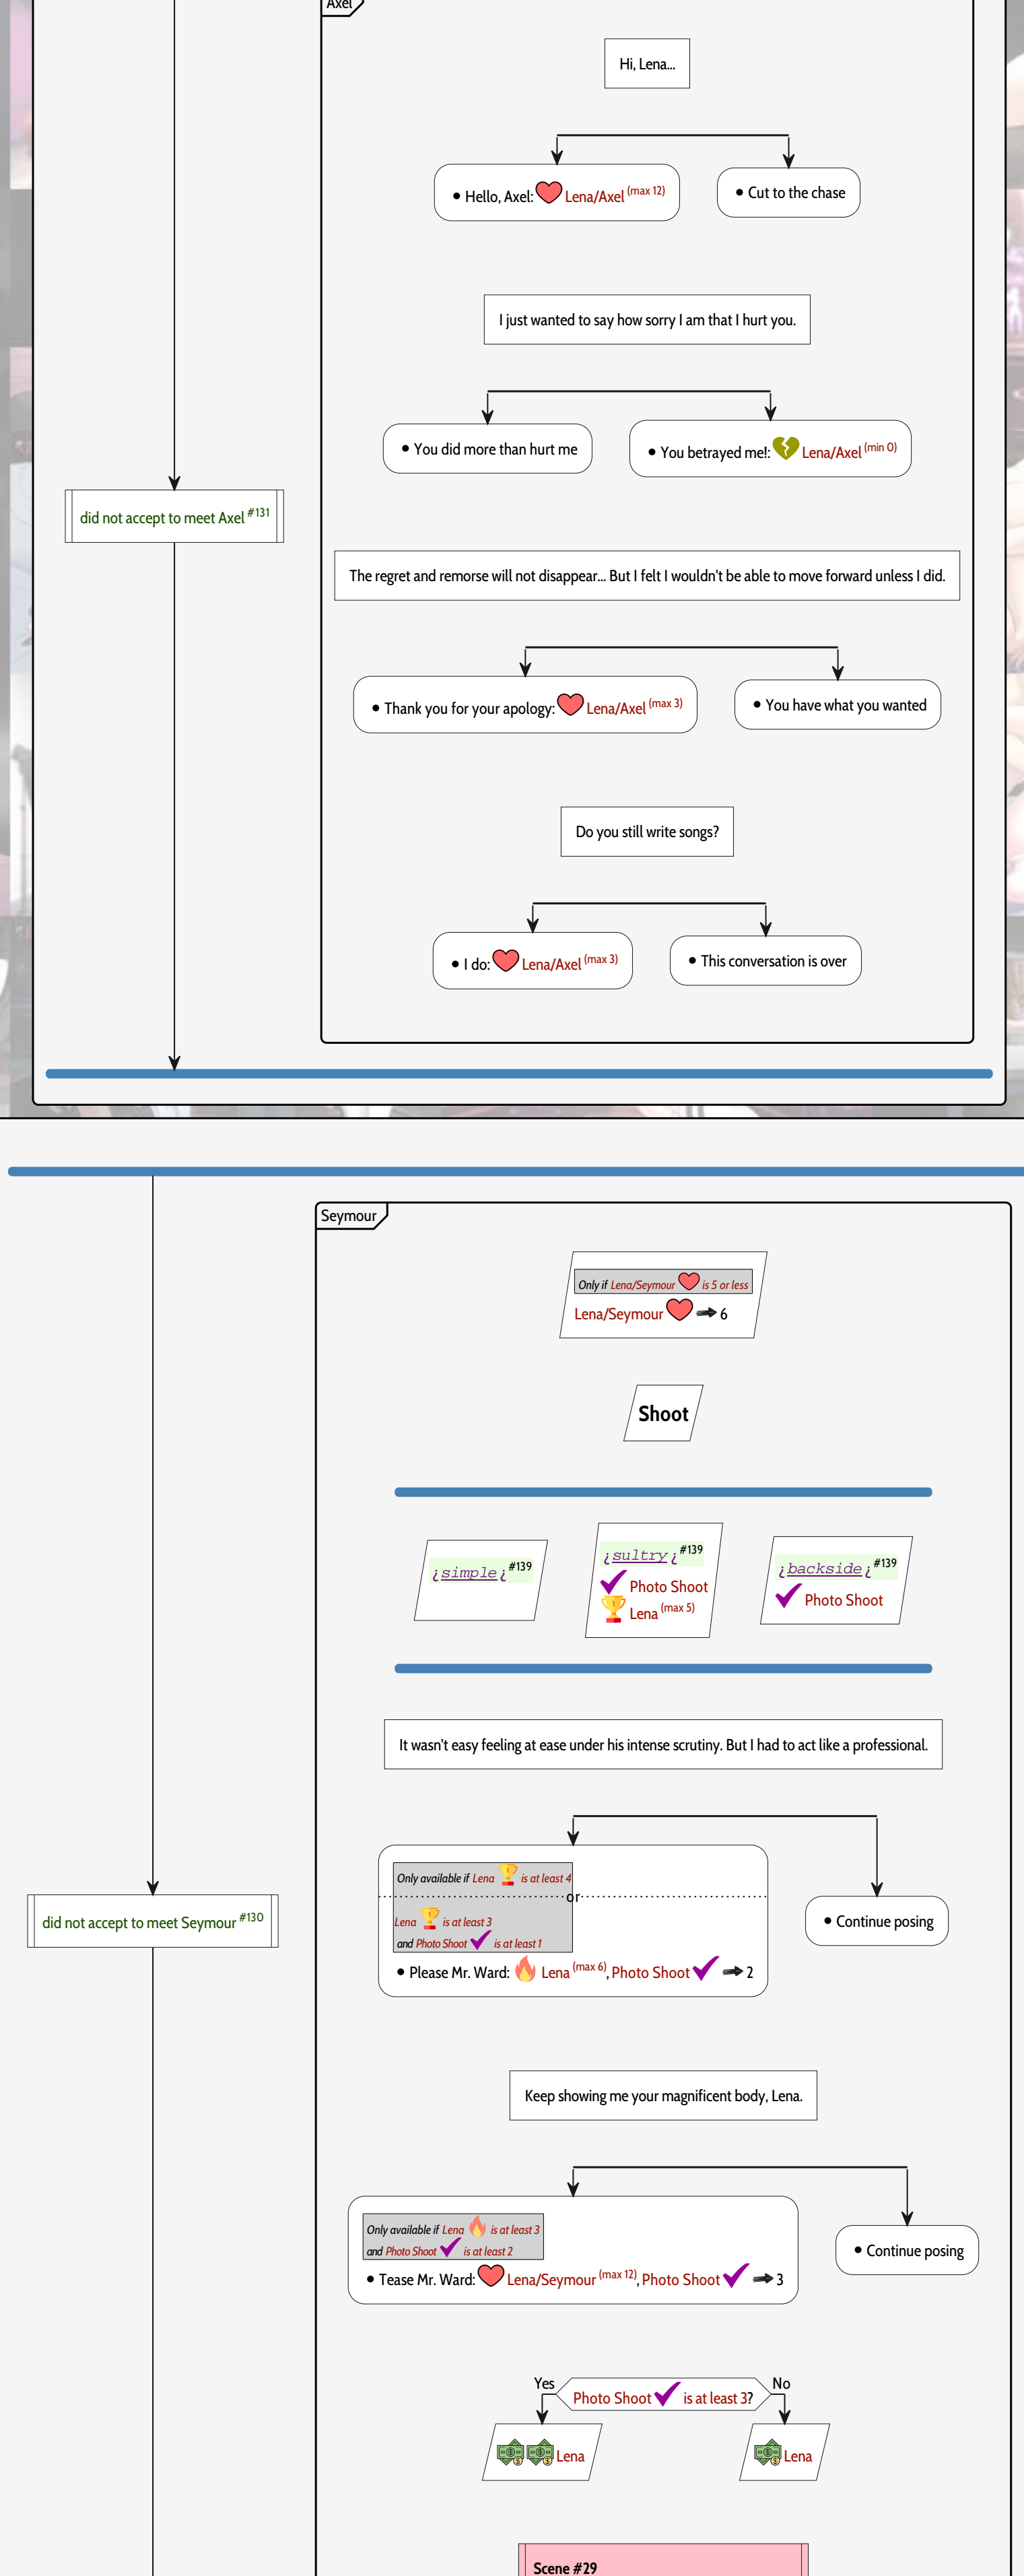 Axel
Hi, Lena...
• Hello, Axel: Lena/Axel (max 12)
• Cut to the chase
I just wanted to say how sorry I am that I hurt you.
• You did more than hurt me
• You betrayed me!: Lena/Axel (min 0)
did not accept to meet Axel #131
The regret and remorse will not disappear... But I felt I wouldn't be able to move forward unless I did.
• Thank you for your apology: Lena/Axel (max 3)
• You have what you wanted
Do you still write songs?
• I do: Lena/Axel (max 3)
• This conversation is over
Seymour
Only if Lena/Seymour is 5 or less
Lena/Seymour 6
Shoot
¿simple¿ #139
¿sultry¿ #139
Photo Shoot
Lena (max 5)
¿backside¿ #139
Photo Shoot
It wasn't easy feeling at ease under his intense scrutiny. But I had to act like a professional.
Only available if Lena is at least 4
or
Lena is at least 3
and Photo Shoot is at least 1
• Please Mr. Ward: Lena (max 6), Photo Shoot 2
• Continue posing
did not accept to meet Seymour #130
Keep showing me your magnificent body, Lena.
Only available if Lena is at least 3
and Photo Shoot is at least 2
• Tease Mr. Ward: Lena/Seymour (max 12), Photo Shoot 3
• Continue posing
Yes
Photo Shoot is at least 3?
No
Lena
Lena
Scene #29